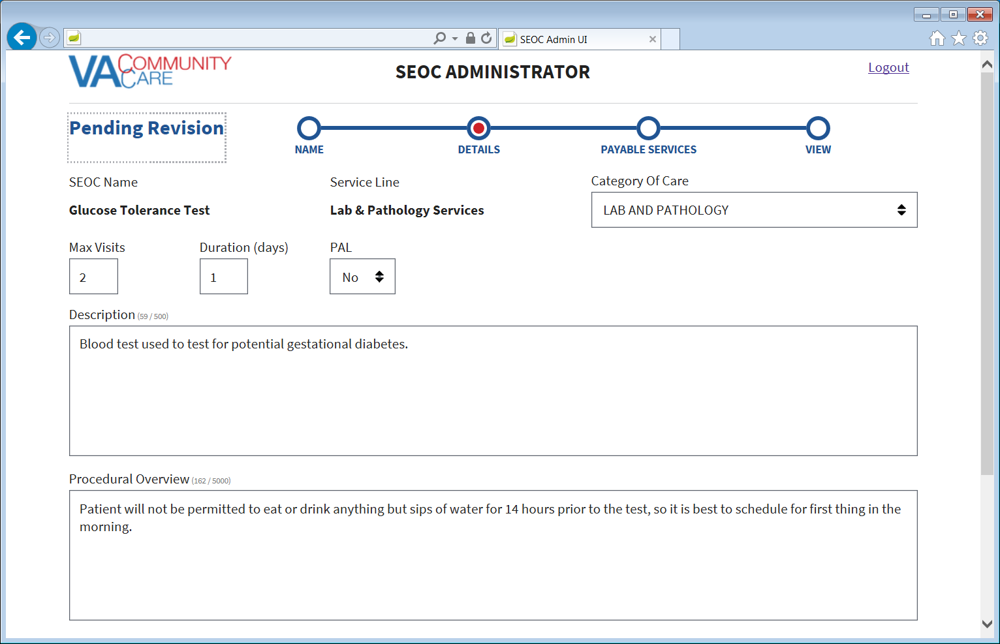 SEOC Admin UI
VA COMMUNITY CARE
SEOC ADMINISTRATOR
Logout
Pending Revision
NAME
DETAILS
PAYABLE SERVICES
VIEW
SEOC Name
Service Line
Category Of Care
Glucose Tolerance Test
Lab & Pathology Services
LAB AND PATHOLOGY
Max Visits
Duration (days)
PAL
2
1
No
Description (59 / 500)
Blood test used to test for potential gestational diabetes.
Procedural Overview (162 / 5000)
Patient will not be permitted to eat or drink anything but sips of water for 14 hours prior to the test, so it is best to schedule for first thing in the
morning.